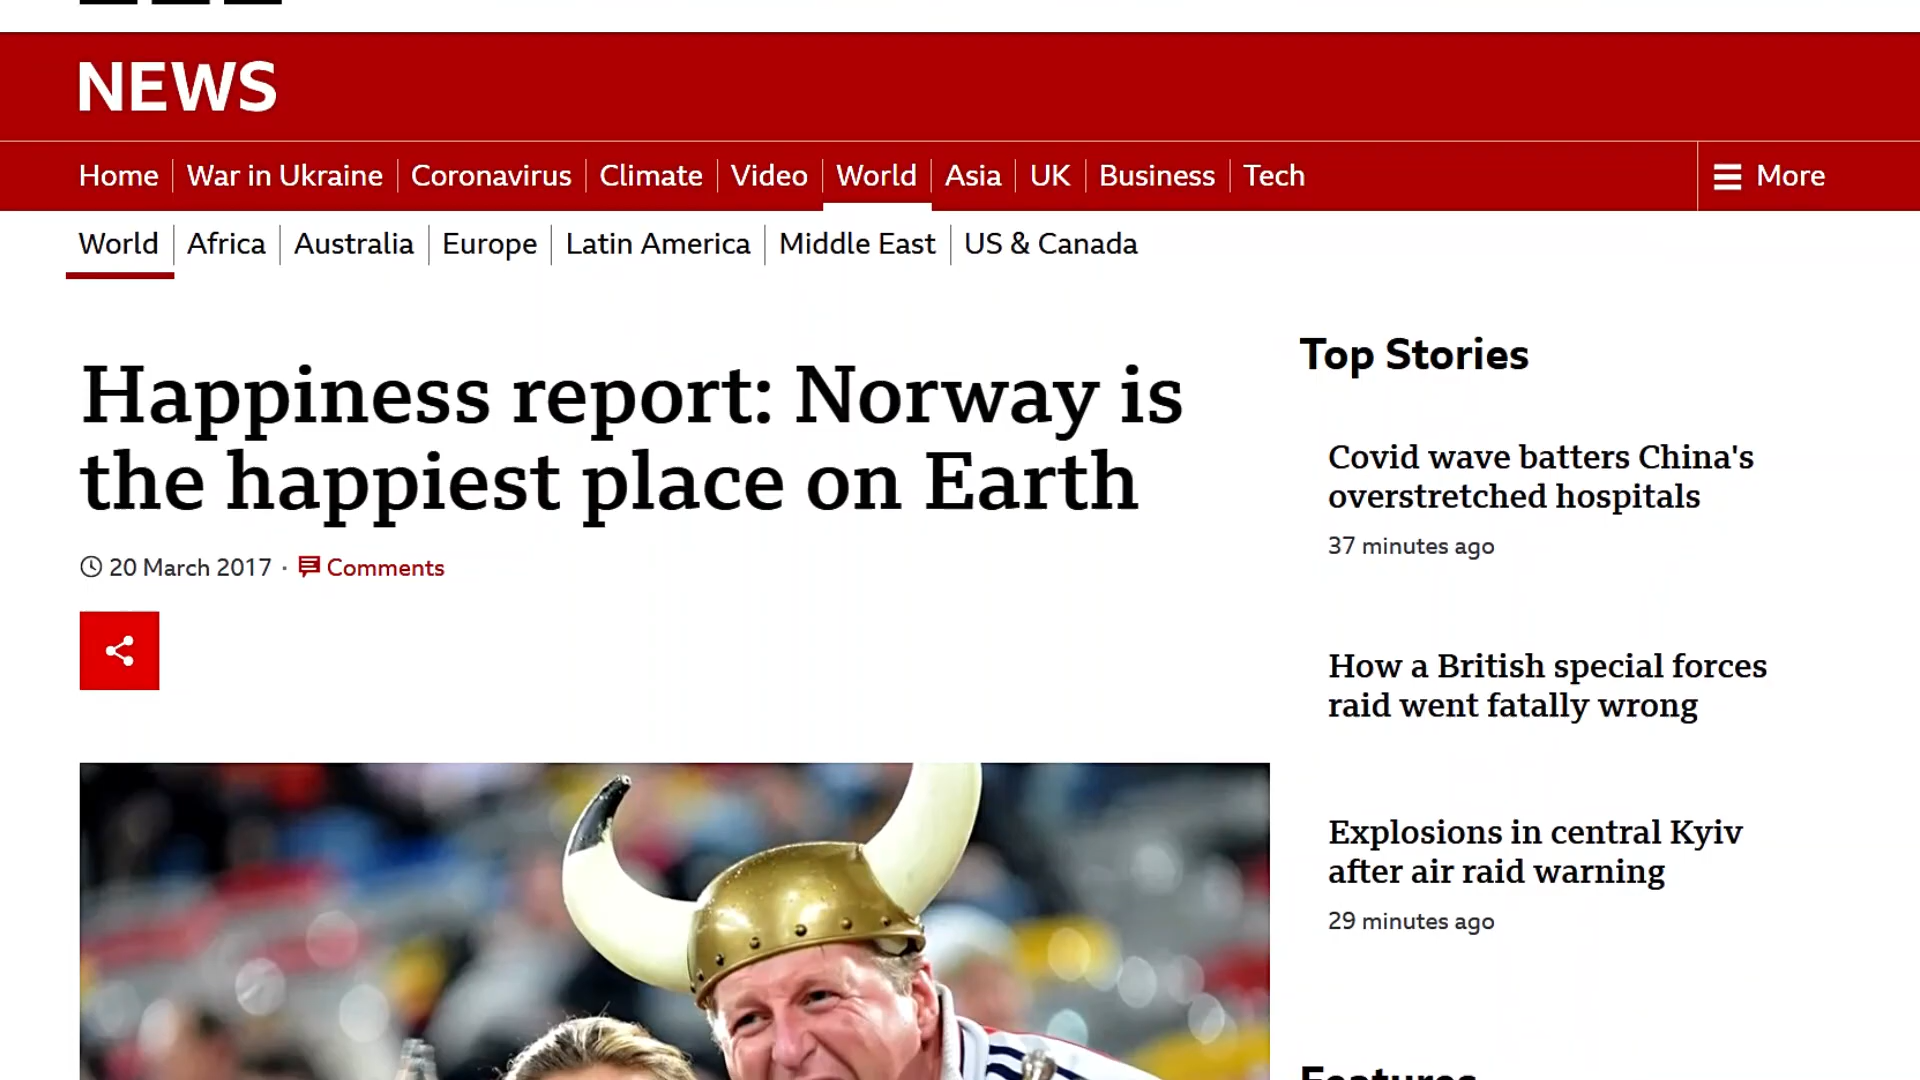 NEWS
Home
War in Ukraine
Coronavirus
Climate
Video
World
Asia
UK
Business
Tech
More
World
Africa
Australia
Europe
Latin America
Middle East
US & Canada
Happiness report: Norway is
the happiest place on Earth
20 March 2017 · Comments
Top Stories
Covid wave batters China's
overstretched hospitals
37 minutes ago
How a British special forces
raid went fatally wrong
Explosions in central Kyiv
after air raid warning
29 minutes ago
Features